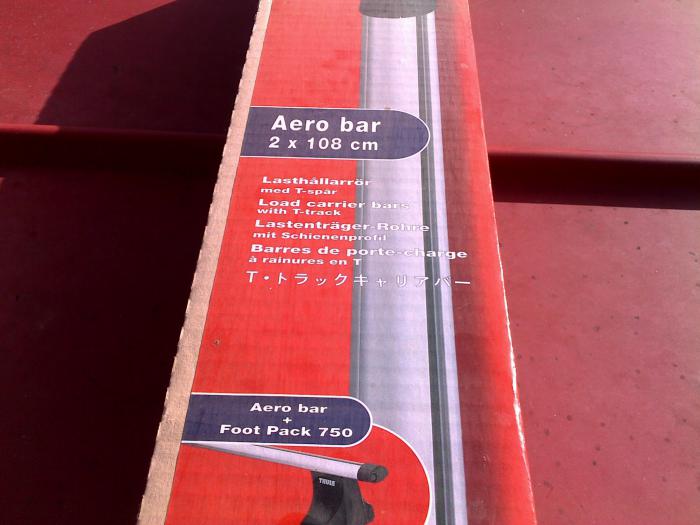 Aero bar
2 x 108 cm
Lasthållarrör
med T-spår
Load carrier bars
with T-track
Lastenträger-Rohre
mit Schienenprofil
Barres de porte-charge
à rainures en T
T・トラックキャリアバー
Aero bar
+
Foot Pack 750
THULE